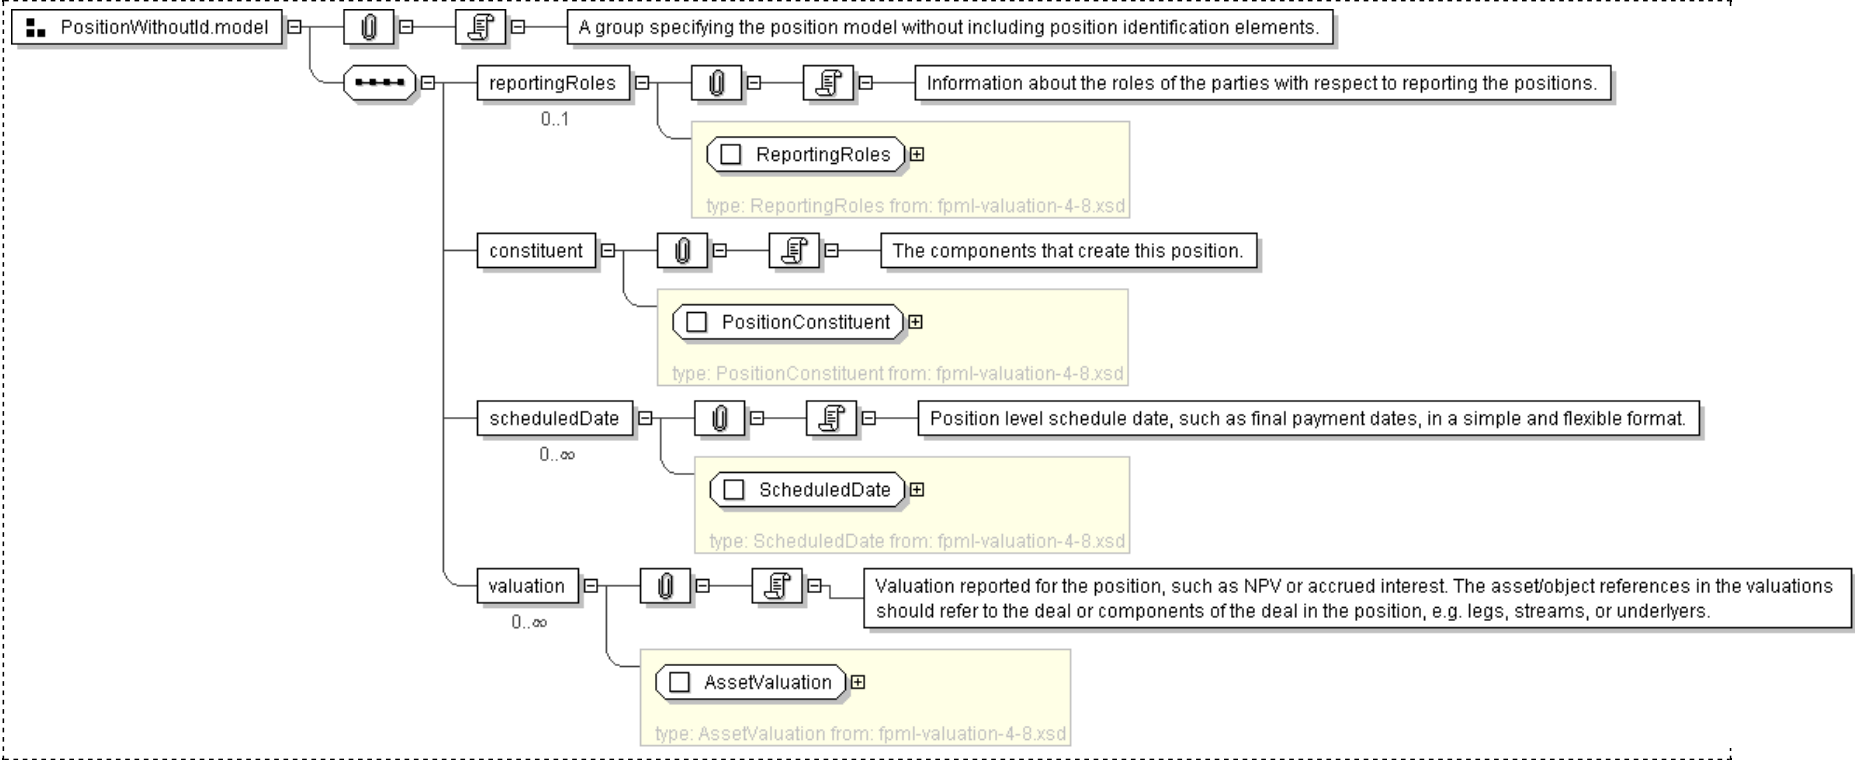 PositionWithoutId.model
A group specifying the position model without including position identification elements.
reportingRoles
Information about the roles of the parties with respect to reporting the positions.
0..1
ReportingRoles
type: ReportingRoles from: fpml-valuation-4-8.xsd
constituent
The components that create this position.
PositionConstituent
type: PositionConstituent from: fpml-valuation-4-8.xsd
scheduledDate
Position level schedule date, such as final payment dates, in a simple and flexible format.
0..∞
ScheduledDate
type: ScheduledDate from: fpml-valuation-4-8.xsd
valuation
Valuation reported for the position, such as NPV or accrued interest. The asset/object references in the valuations
should refer to the deal or components of the deal in the position, e.g. legs, streams, or underlyers.
0..∞
AssetValuation
type: AssetValuation from: fpml-valuation-4-8.xsd